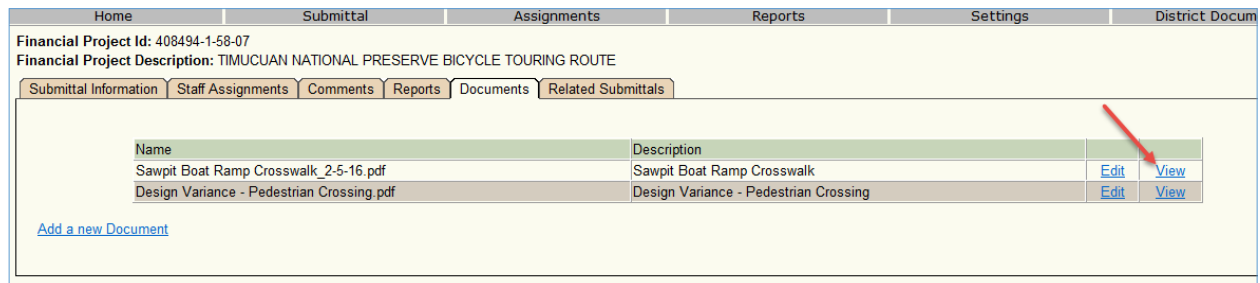 Home Submittal Assignments Reports Settings District Docum
Financial Project Id: 408494-1-58-07
Financial Project Description: TIMUCUAN NATIONAL PRESERVE BICYCLE TOURING ROUTE
Submittal Information Staff Assignments Comments Reports Documents Related Submittals
Name Description
Sawpit Boat Ramp Crosswalk_2-5-16.pdf Sawpit Boat Ramp Crosswalk Edit View
Design Variance - Pedestrian Crossing.pdf Design Variance - Pedestrian Crossing Edit View
Add a new Document